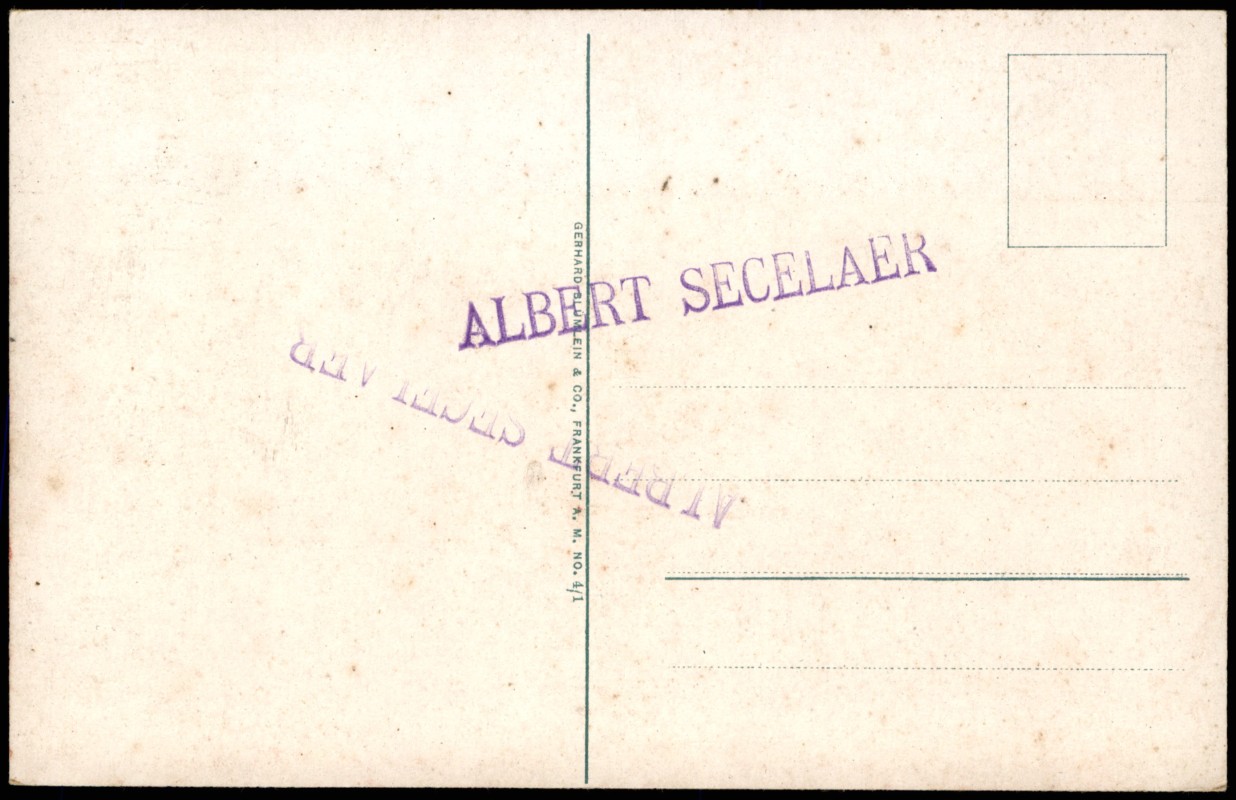 ALBERT SECELAER
ALBERT SECELAER
GERHARD BLÜMLEIN & CO., FRANKFURT A. M. NO. 4/1